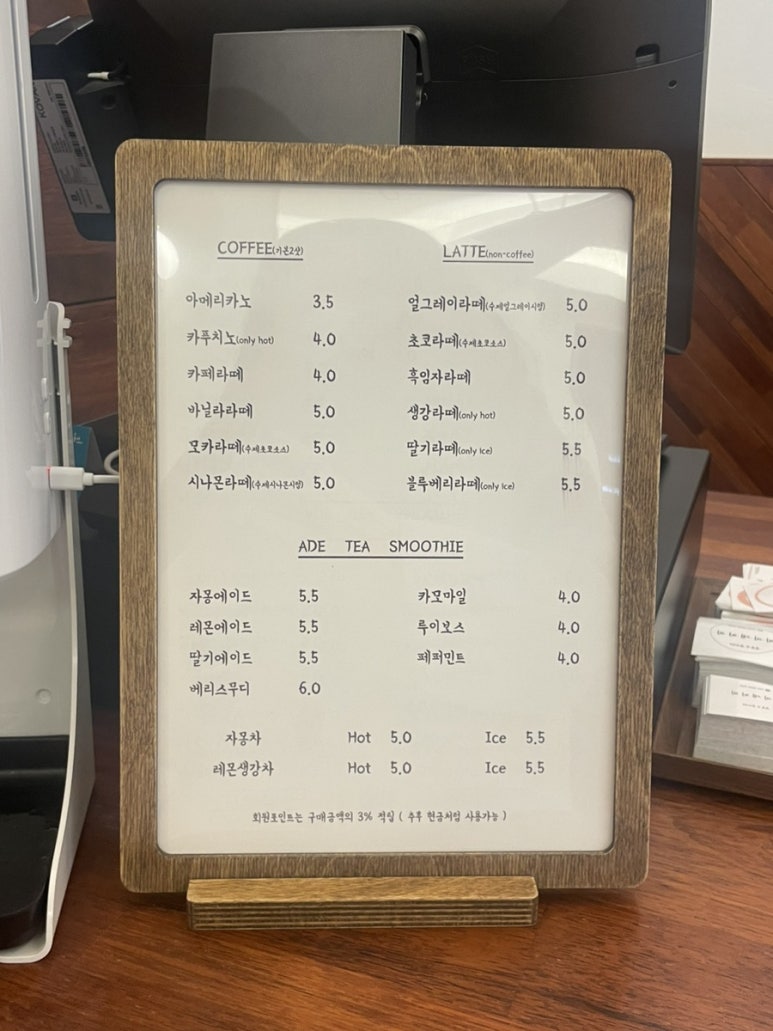 KOVAN
COFFEE(기본2샷)
아메리카노 3.5
카푸치노(only hot) 4.0
카페라떼 4.0
바닐라라떼 5.0
모카라떼(수제초코소스) 5.0
시나몬라떼(수제시나몬시럽) 5.0
LATTE(non-coffee)
얼그레이라떼(수제얼그레이시럽) 5.0
초코라떼(수제초코소스) 5.0
흑임자라떼 5.0
생강라떼(only hot) 5.0
딸기라떼(only Ice) 5.5
블루베리라떼(only Ice) 5.5
ADE TEA SMOOTHIE
자몽에이드 5.5
레몬에이드 5.5
딸기에이드 5.5
베리스무디 6.0
카모마일 4.0
루이보스 4.0
페퍼민트 4.0
자몽차 Hot 5.0 Ice 5.5
레몬생강차 Hot 5.0 Ice 5.5
회원포인트는 구매금액의 3% 적립 ( 추후 현금처럼 사용가능 )